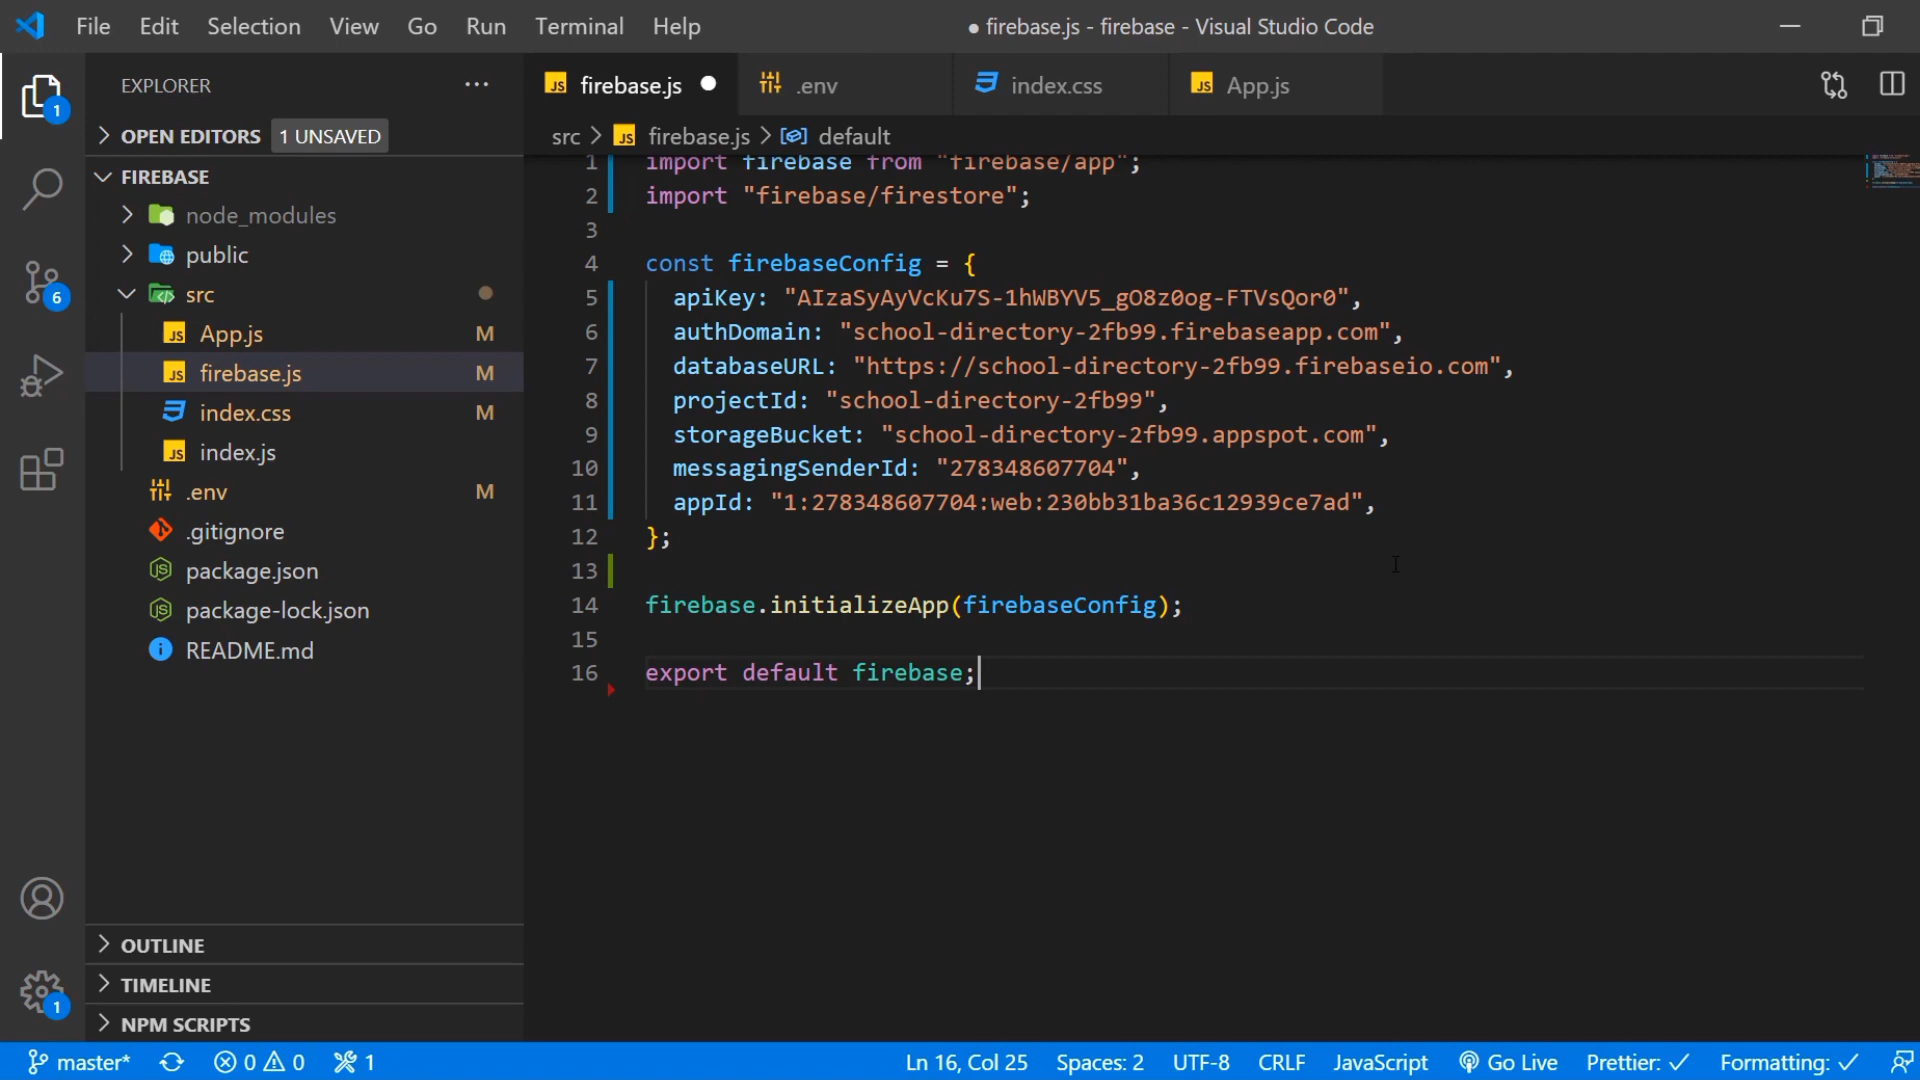 File Edit Selection View Go Run Terminal Help
● firebase.js - firebase - Visual Studio Code
EXPLORER
OPEN EDITORS 1 UNSAVED
FIREBASE
node_modules
public
src
App.js M
firebase.js M
index.css M
index.js
.env M
.gitignore
package.json
package-lock.json
README.md
OUTLINE
TIMELINE
NPM SCRIPTS
1
6
1
firebase.js .env index.css App.js
src > firebase.js > default
1 import firebase from "firebase/app";
2 import "firebase/firestore";
3
4 const firebaseConfig = {
5 apiKey: "AIzaSyAyVcKu7S-1hWBYV5_gO8z0og-FTVsQor0",
6 authDomain: "school-directory-2fb99.firebaseapp.com",
7 databaseURL: "https://school-directory-2fb99.firebaseio.com",
8 projectId: "school-directory-2fb99",
9 storageBucket: "school-directory-2fb99.appspot.com",
10 messagingSenderId: "278348607704",
11 appId: "1:278348607704:web:230bb31ba36c12939ce7ad",
12 };
13
14 firebase.initializeApp(firebaseConfig);
15
16 export default firebase;
master* 0 0 1 Ln 16, Col 25 Spaces: 2 UTF-8 CRLF JavaScript Go Live Prettier: ✓ Formatting: ✓